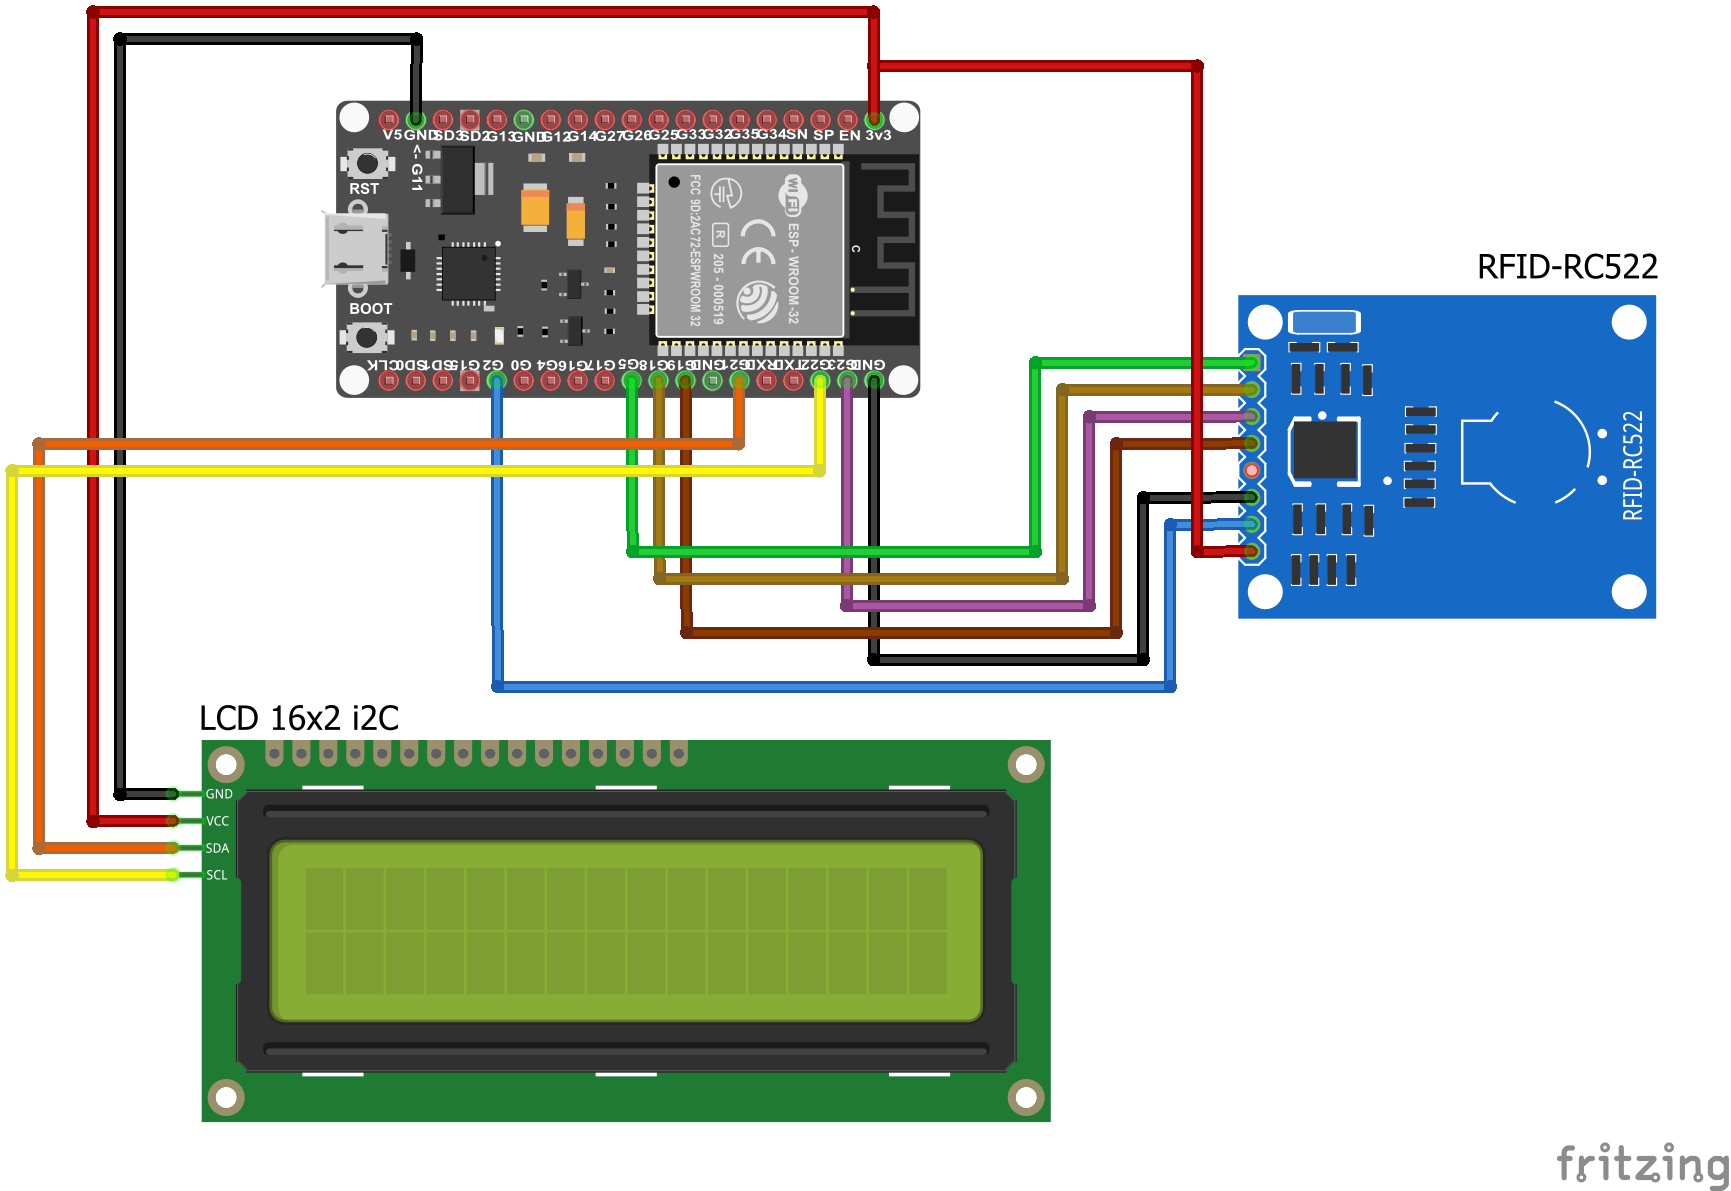 V5 GND SD3 SD2 G13 GND G12 G14 G27 G26 G25 G33 G32 G35 G34 SN SP EN 3v3
<- G11
RST
BOOT
WiFi
ESP - WROOM -32
CE
R
205 - 000519
FCC 9D:2AC72-ESPWROOM 32
C
CLK SD0 SD1 G15 G2 G0 G4 G16 G17 G5 G18 G19 GND G21 RXD TXD G22 G23 GND
RFID-RC522
RFID-RC522
LCD 16x2 i2C
GND
VCC
SDA
SCL
fritzing